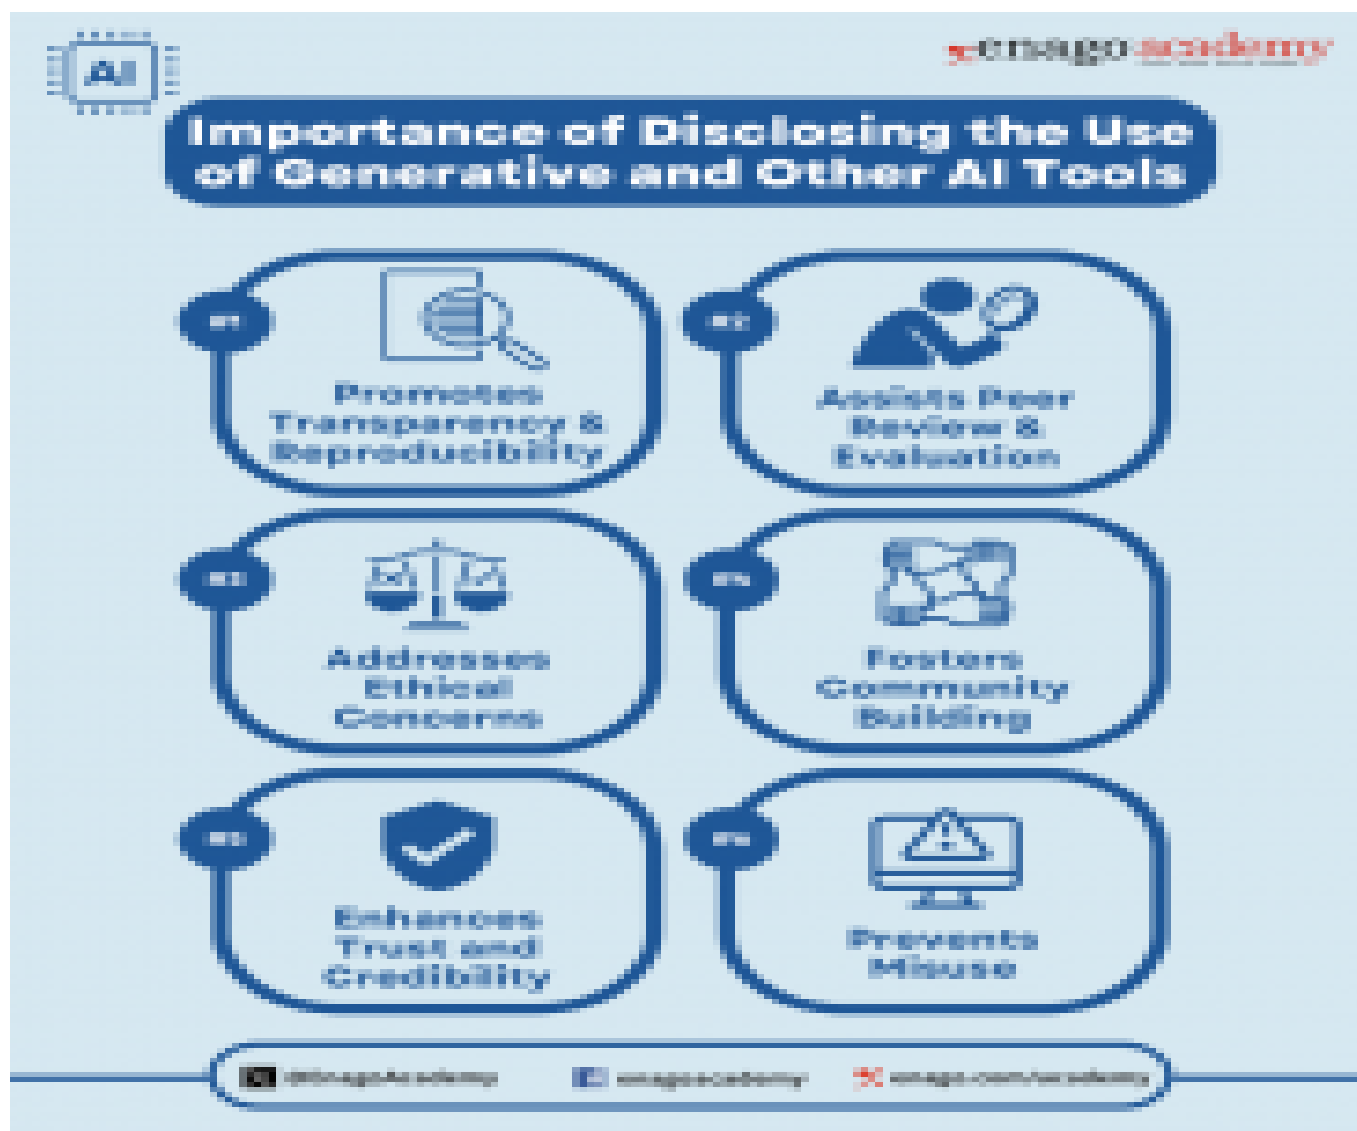 AI
enago academy
Importance of Disclosing the Use
of Generative and Other AI Tools
Promotes
Transparency &
Reproducibility
Assists Peer
Review &
Evaluation
Addresses
Ethical
Concerns
Fosters
Community
Building
Enhances
Trust and
Credibility
Prevents
Misuse
@EnagoAcademy
enagoacademy
enago.com/academy